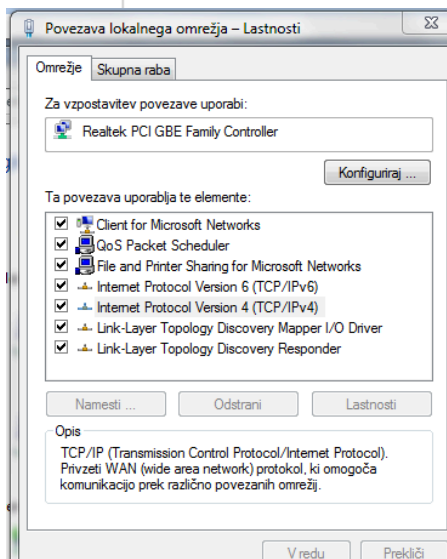 Povezava lokalnega omrežja – Lastnosti
Omrežje
Skupna raba
Za vzpostavitev povezave uporabi:
Realtek PCI GBE Family Controller
Konfiguriraj ...
Ta povezava uporablja te elemente:
Client for Microsoft Networks
QoS Packet Scheduler
File and Printer Sharing for Microsoft Networks
Internet Protocol Version 6 (TCP/IPv6)
Internet Protocol Version 4 (TCP/IPv4)
Link-Layer Topology Discovery Mapper I/O Driver
Link-Layer Topology Discovery Responder
Namesti ...
Odstrani
Lastnosti
Opis
TCP/IP (Transmission Control Protocol/Internet Protocol).
Privzeti WAN (wide area network) protokol, ki omogoča
komunikacijo prek različno povezanih omrežij.
V redu
Prekliči